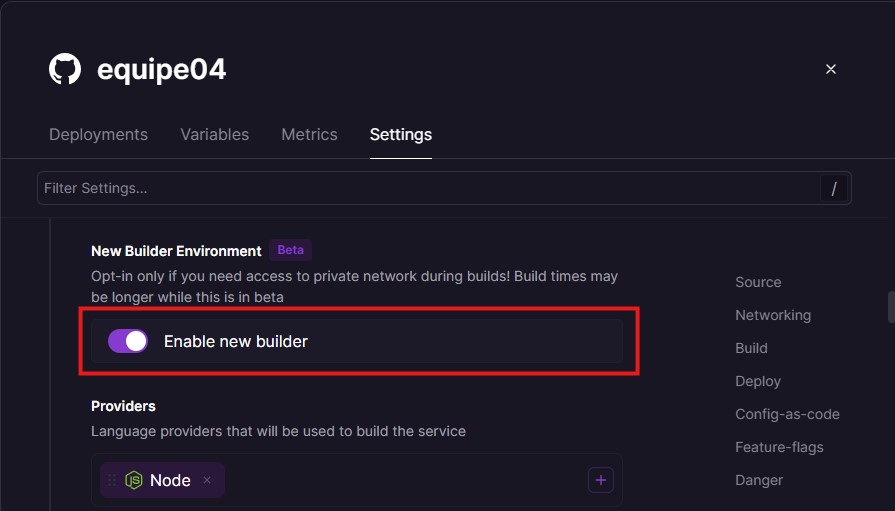 equipe04
Deployments Variables Metrics Settings
Filter Settings... /
New Builder Environment Beta
Opt-in only if you need access to private network during builds! Build times may
be longer while this is in beta
Enable new builder
Providers
Language providers that will be used to build the service
JS Node ×
+
Source
Networking
Build
Deploy
Config-as-code
Feature-flags
Danger